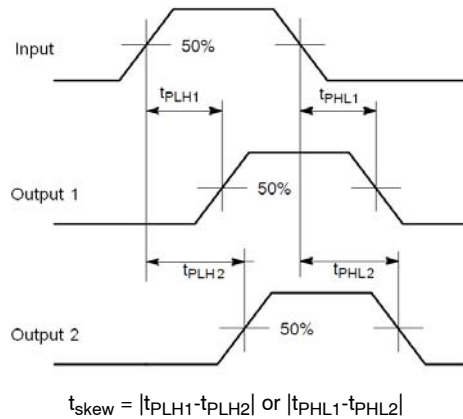 Input
50%
tPLH1
tPHL1
Output 1
50%
tPLH2
tPHL2
Output 2
50%
tskew = |tPLH1-tPLH2| or |tPHL1-tPHL2|